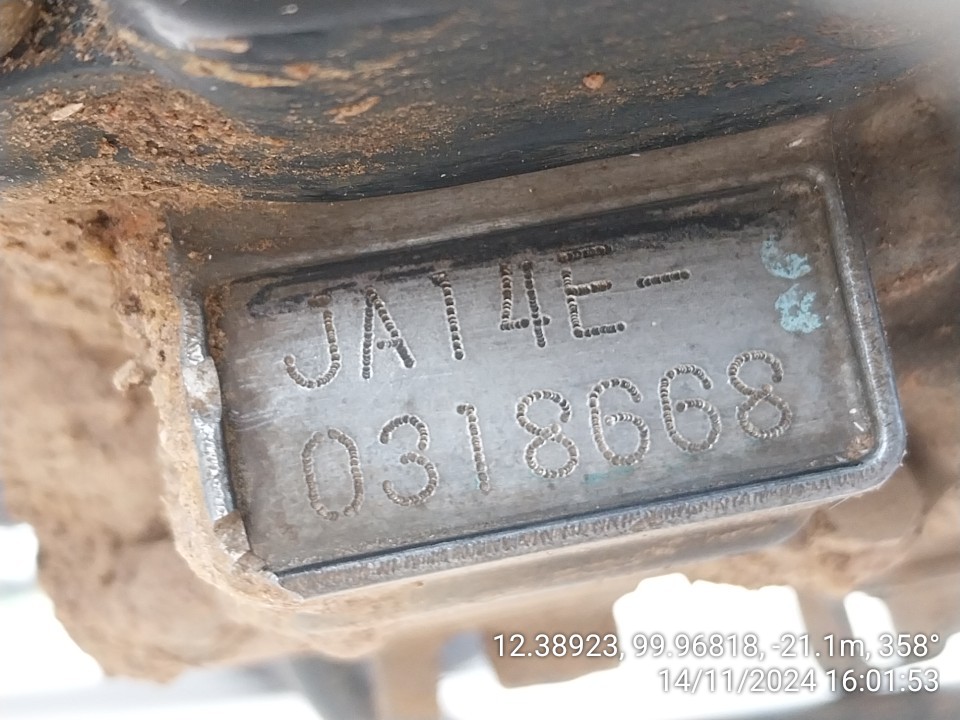 JA14E-
0318668
12.38923, 99.96818, -21.1m, 358°
14/11/2024 16:01:53